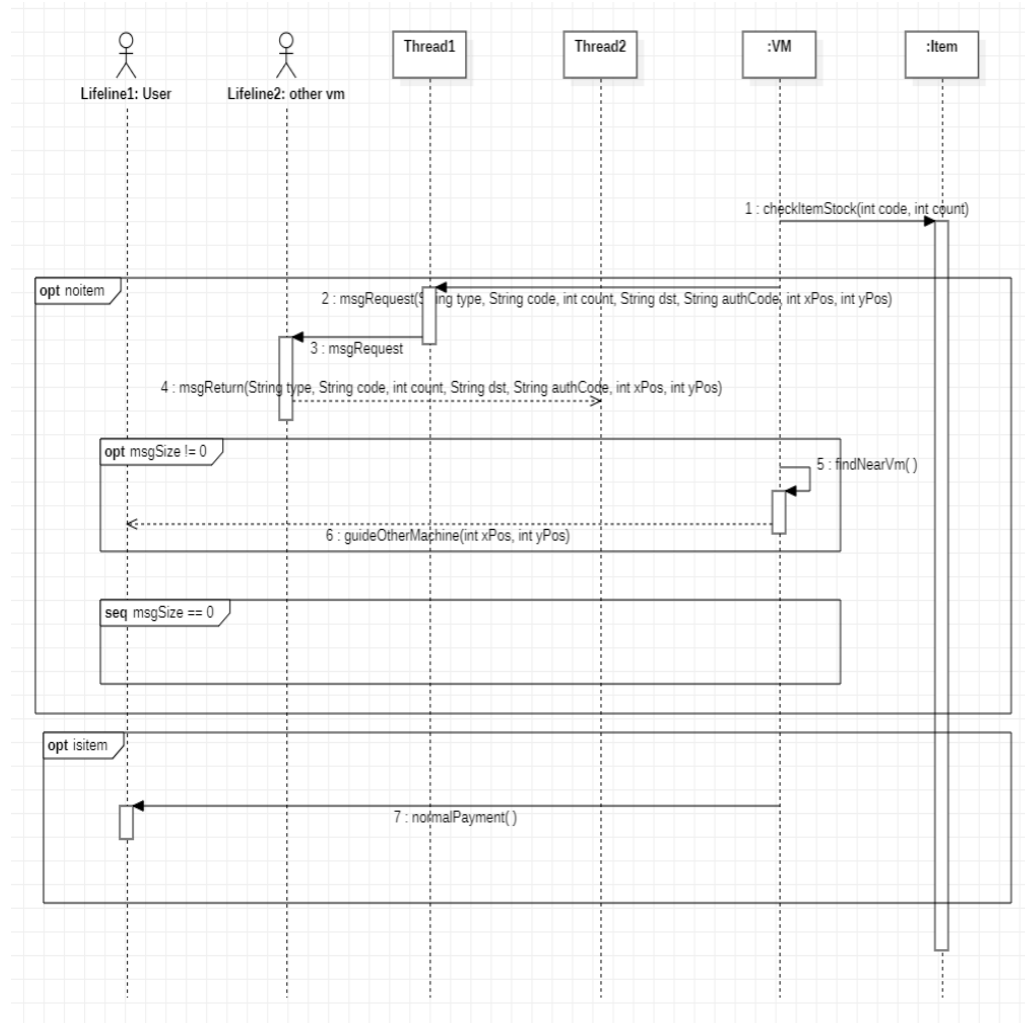 Thread1
Thread2
:VM
:Item
Lifeline1: User
Lifeline2: other vm
1 : checkItemStock(int code, int count)
opt noitem
2 : msgRequest(String type, String code, int count, String dst, String authCode, int xPos, int yPos)
3 : msgRequest
4 : msgReturn(String type, String code, int count, String dst, String authCode, int xPos, int yPos)
opt msgSize != 0
5 : findNearVm( )
6 : guideOtherMachine(int xPos, int yPos)
seq msgSize == 0
opt isitem
7 : normalPayment( )